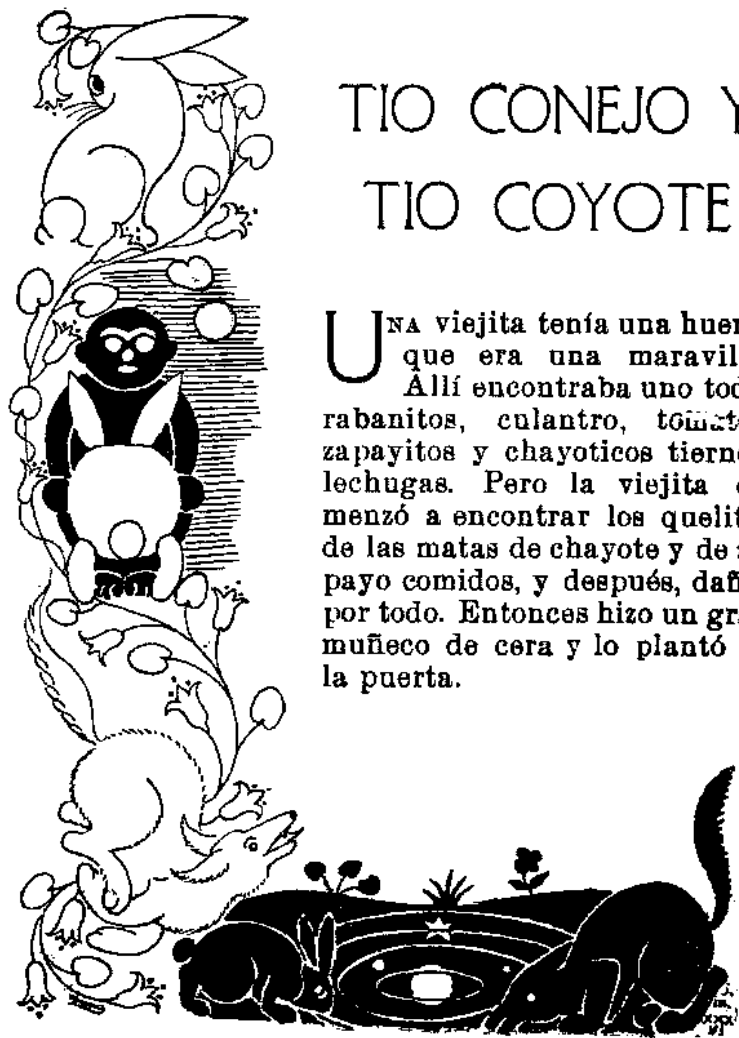 TIO CONEJO Y
TIO COYOTE
UNA viejita tenía una huer
que era una maravil
Allí encontraba uno tod
rabanitos, culantro, tomat
zapayitos y chayoticos tiern
lechugas. Pero la viejita
menzó a encontrar los quelit
de las matas de chayote y de
payo comidos, y después, dañ
por todo. Entonces hizo un gr
muñeco de cera y lo plantó
la puerta.